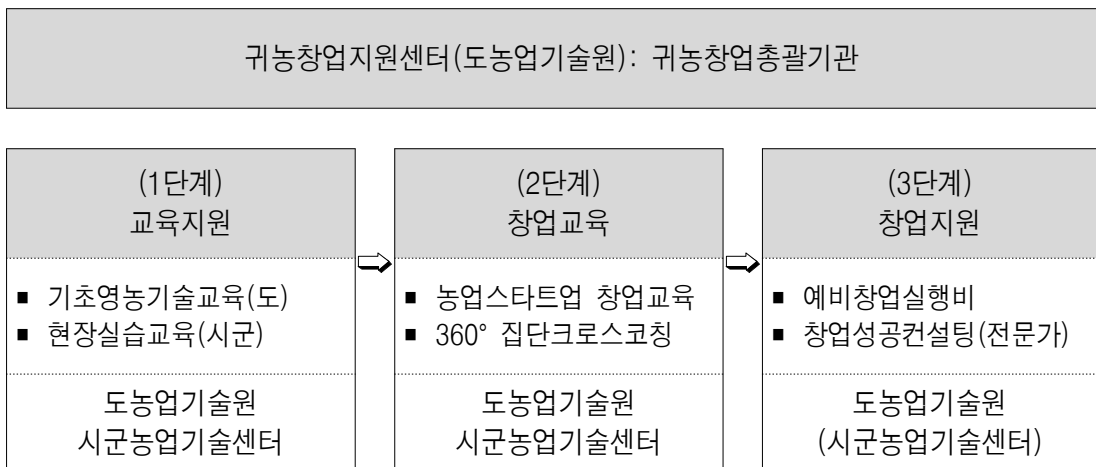 귀농창업지원센터(도농업기술원): 귀농창업총괄기관
(1단계)
교육지원
■ 기초영농기술교육(도)
■ 현장실습교육(시군)
도농업기술원
시군농업기술센터
⇨
(2단계)
창업교육
■ 농업스타트업 창업교육
■ 360° 집단크로스코칭
도농업기술원
시군농업기술센터
⇨
(3단계)
창업지원
■ 예비창업실행비
■ 창업성공컨설팅(전문가)
도농업기술원
(시군농업기술센터)